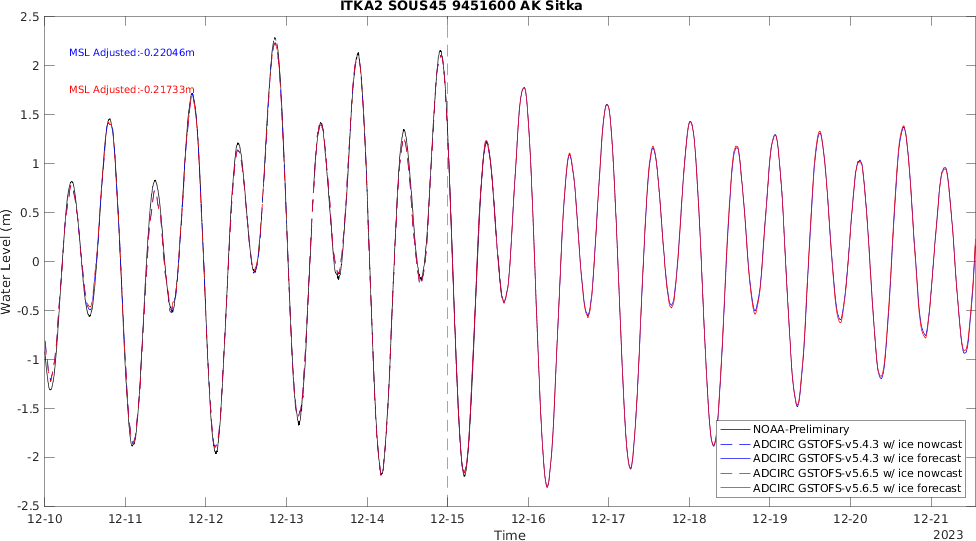 ITKA2 SOUS45 9451600 AK Sitka
2.5
2
1.5
1
0.5
0
-0.5
-1
-1.5
-2
-2.5
Water Level (m)
MSL Adjusted:-0.22046m
MSL Adjusted:-0.21733m
NOAA-Preliminary
ADCIRC GSTOFS-v5.4.3 w/ ice nowcast
ADCIRC GSTOFS-v5.4.3 w/ ice forecast
ADCIRC GSTOFS-v5.6.5 w/ ice nowcast
ADCIRC GSTOFS-v5.6.5 w/ ice forecast
12-10 12-11 12-12 12-13 12-14 12-15 12-16 12-17 12-18 12-19 12-20 12-21
Time
2023